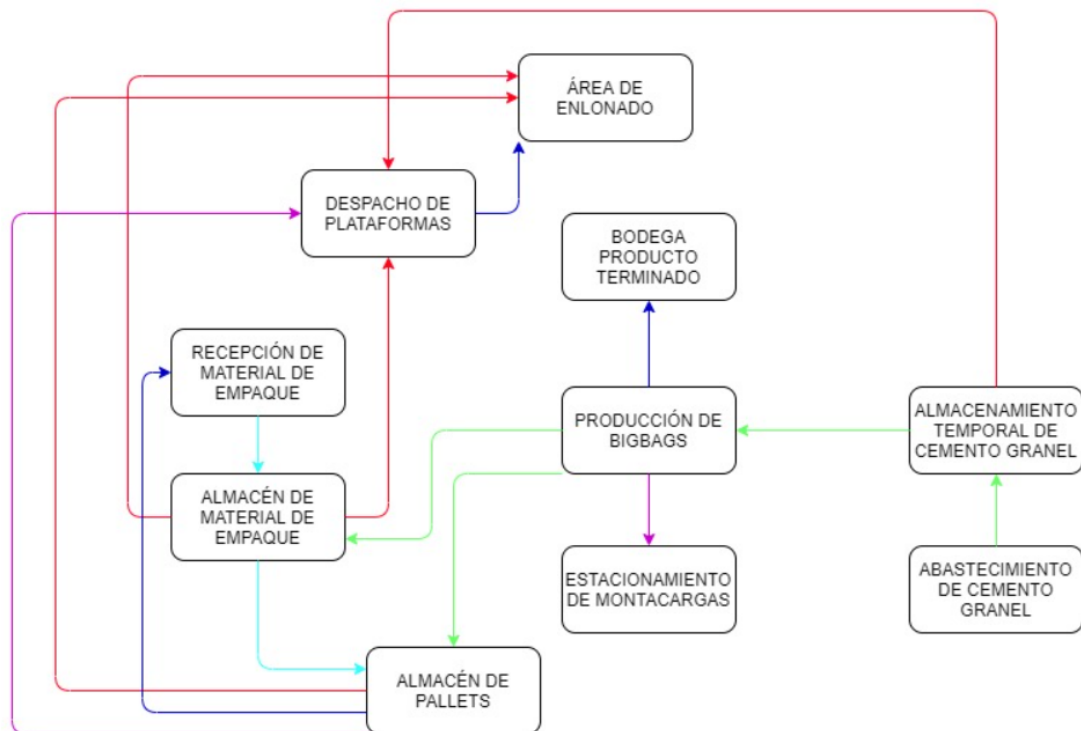 ÁREA DE
ENLONADO
DESPACHO DE
PLATAFORMAS
BODEGA
PRODUCTO
TERMINADO
RECEPCIÓN DE
MATERIAL DE
EMPAQUE
PRODUCCIÓN DE
BIGBAGS
ALMACENAMIENTO
TEMPORAL DE
CEMENTO GRANEL
ALMACÉN DE
MATERIAL DE
EMPAQUE
ESTACIONAMIENTO
DE MONTACARGAS
ABASTECIMIENTO
DE CEMENTO
GRANEL
ALMACÉN DE
PALLETS